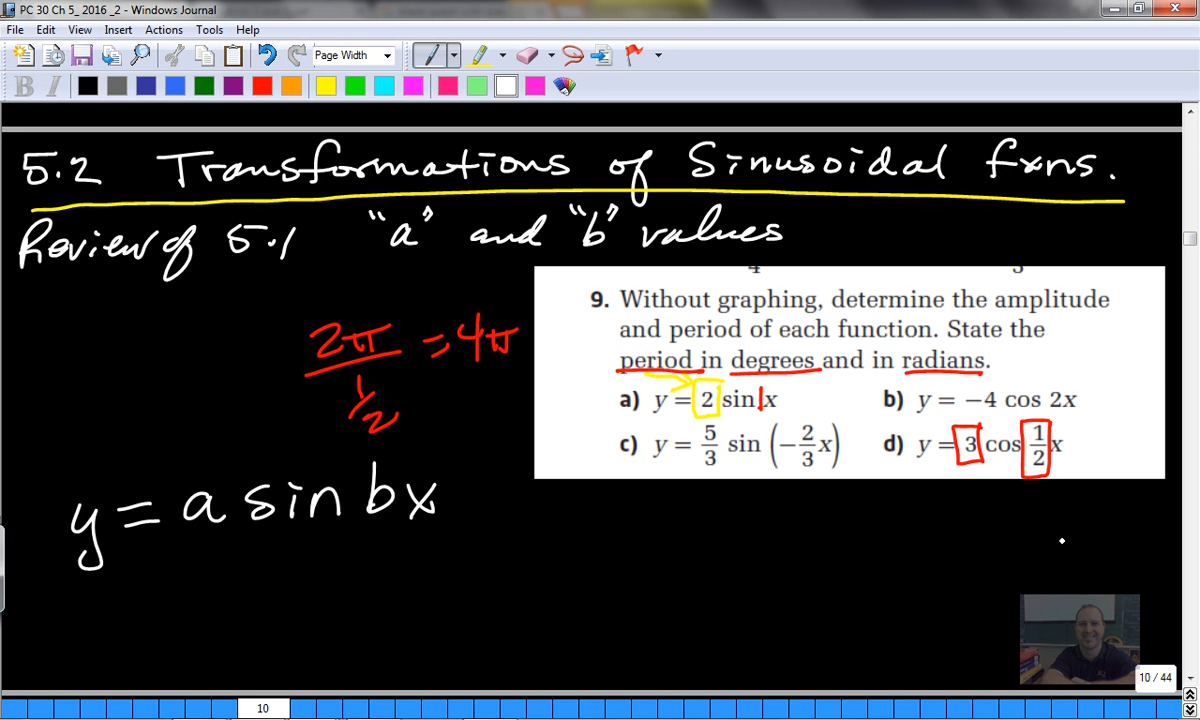 PC 30 Ch 5_ 2016 _2 - Windows Journal
File Edit View Insert Actions Tools Help
Page Width
B I
5.2 Transformations of Sinusoidal fxns.
Review of 5.1 "a" and "b" values
9. Without graphing, determine the amplitude
and period of each function. State the
period in degrees and in radians.
a) y = 2 sin 1x b) y = −4 cos 2x
c) y = 5/3 sin (−2/3x) d) y = 3 cos 1/2x
2π / 1/2 = 4π
y = a sin bx
10 / 44
10